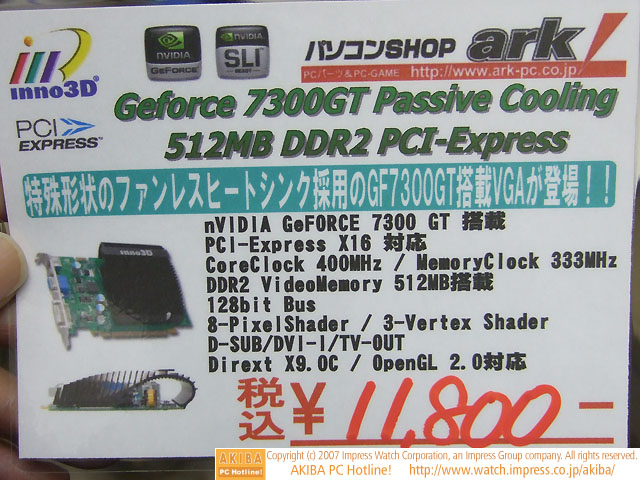 inno3D
NVIDIA
GEFORCE
NVIDIA
SLI
READY
パソコンSHOP ark!
PCパーツ&PC-GAME http://www.ark-pc.co.jp/
Geforce 7300GT Passive Cooling
PCI
EXPRESS
512MB DDR2 PCI-Express
特殊形状のファンレスヒートシンク採用のGF7300GT搭載VGAが登場!!
nVIDIA GeFORCE 7300 GT 搭載
PCI-Express X16 対応
CoreClock 400MHz / MemoryClock 333MHz
DDR2 VideoMemory 512MB搭載
128bit Bus
8-PixelShader / 3-Vertex Shader
D-SUB/DVI-I/TV-OUT
Dirext X9.0C / OpenGL 2.0対応
inno3D
税込 ¥11,800-
AKIBA
PC Hotline!
Copyright (c) 2007 Impress Watch Corporation, an Impress Group company. All rights reserved.
AKIBA PC Hotline! http://www.watch.impress.co.jp/akiba/